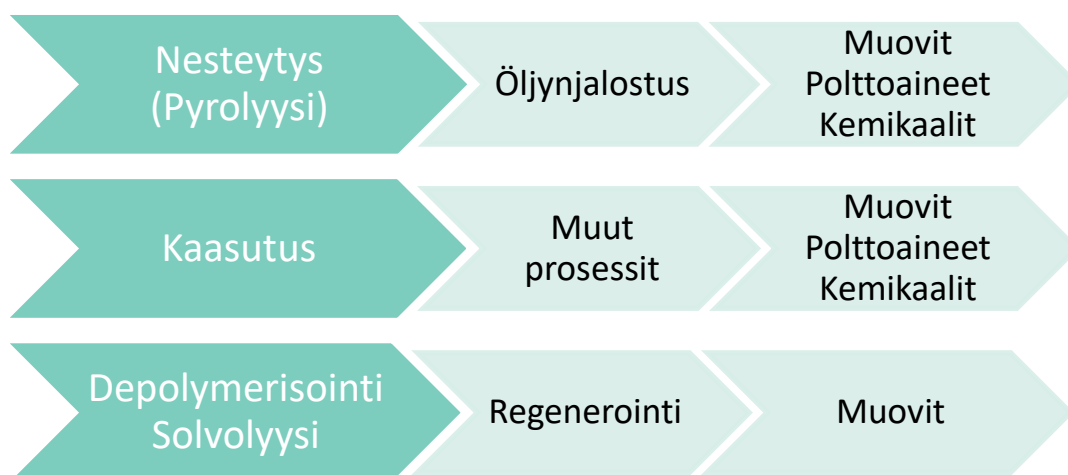 Nesteytys
(Pyrolyysi)
Öljynjalostus
Muovit
Polttoaineet
Kemikaalit
Kaasutus
Muut
prosessit
Muovit
Polttoaineet
Kemikaalit
Depolymerisointi
Solvolyysi
Regenerointi
Muovit